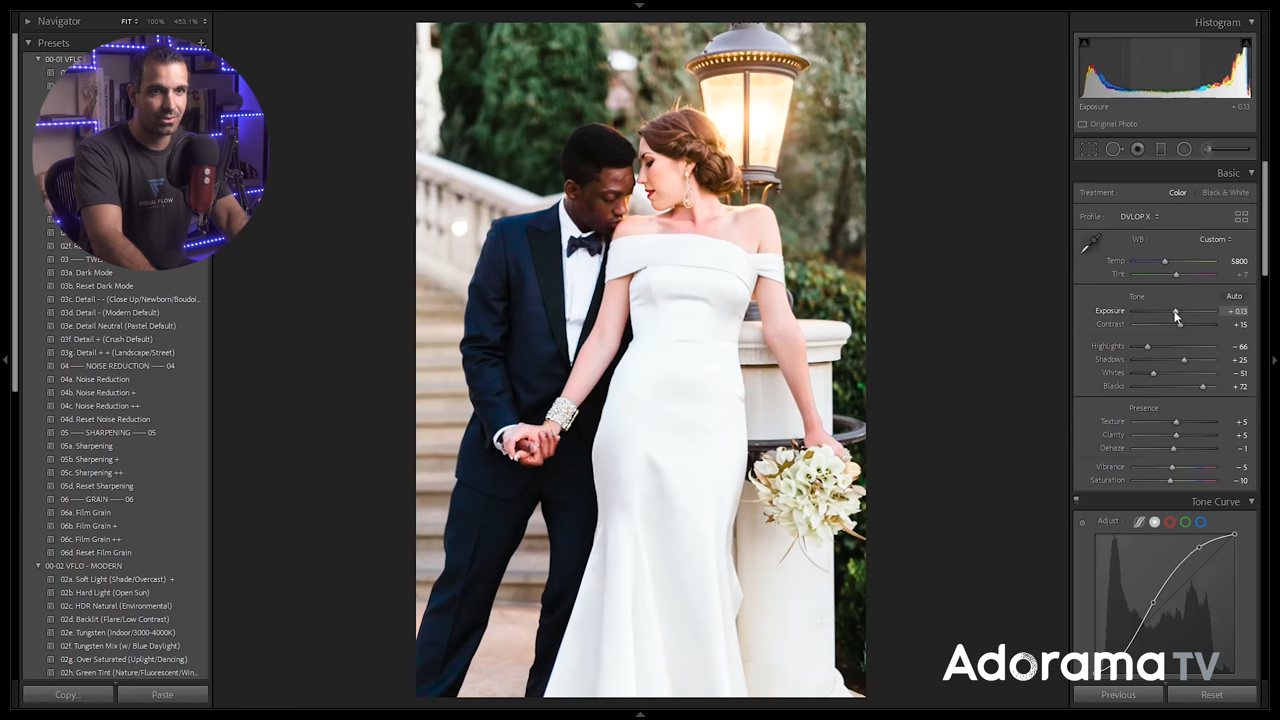 Navigator
FIT
100%
483.1%
Presets
00-01 VFLO
VISUAL FLOW
03a. Dark Mode
03b. Reset Dark Mode
03c. Detail - - (Close Up/Newborn/Boudoi...
03d. Detail - (Modern Default)
03e. Detail Neutral (Pastel Default)
03f. Detail + (Crush Default)
03g. Detail + + (Landscape/Street)
04 ----- NOISE REDUCTION ----- 04
04a. Noise Reduction
04b. Noise Reduction +
04c. Noise Reduction ++
04d. Reset Noise Reduction
05 ----- SHARPENING ----- 05
05a. Sharpening
05b. Sharpening +
05c. Sharpening ++
05d. Reset Sharpening
06 ----- GRAIN ----- 06
06a. Film Grain
06b. Film Grain +
06c. Film Grain ++
06d. Reset Film Grain
00-02 VFLO - MODERN
02a. Soft Light (Shade/Overcast) +
02b. Hard Light (Open Sun)
02c. HDR Natural (Environmental)
02d. Backlit (Flare/Low Contrast)
02e. Tungsten (Indoor/3000-4000K)
02f. Tungsten Mix (w/ Blue Daylight)
02g. Over Saturated (Uplight/Dancing)
02h. Green Tint (Nature/Fluorescent/Win...
Copy...
Paste
Histogram
Exposure + 0.13
Original Photo
Basic
Treatment : Color Black & White
Profile : DVLOP X
WB : Custom
Temp 5800
Tint + 7
Tone Auto
Exposure + 0.13
Contrast + 15
Highlights − 66
Shadows + 25
Whites − 51
Blacks + 72
Presence
Texture + 5
Clarity + 5
Dehaze − 1
Vibrance − 5
Saturation − 10
Tone Curve
Adjust :
Adorama TV
Previous
Reset